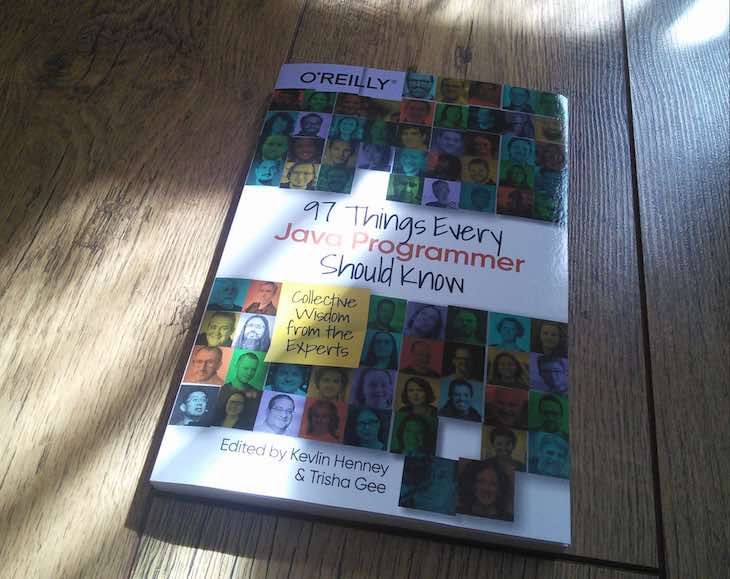 O'REILLY®
97 Things Every
Java Programmer
Should Know
Collective
Wisdom
from the
Experts
Edited by Kevlin Henney
& Trisha Gee